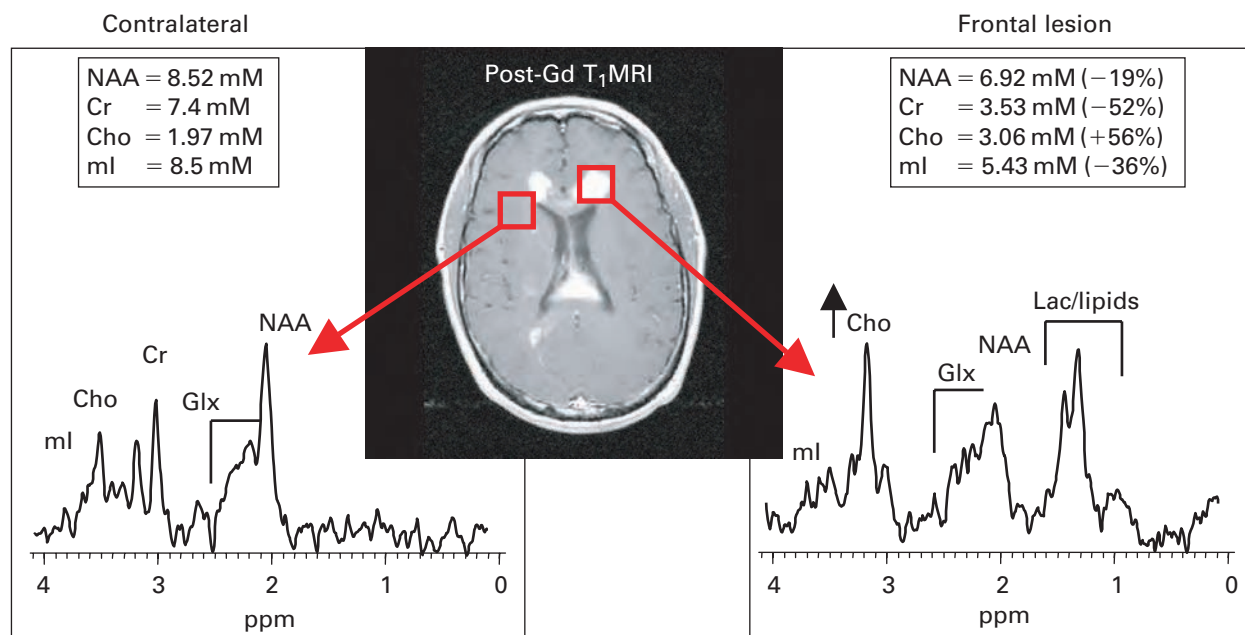 Contralateral
NAA = 8.52 mM
Cr = 7.4 mM
Cho = 1.97 mM
mI = 8.5 mM
Post-Gd T₁MRI
Frontal lesion
NAA = 6.92 mM (−19%)
Cr = 3.53 mM (−52%)
Cho = 3.06 mM (+56%)
mI = 5.43 mM (−36%)
NAA
Cr
Cho
Glx
mI
4 3 2 1 0
ppm
Lac/lipids
Cho
NAA
Glx
mI
4 3 2 1 0
ppm